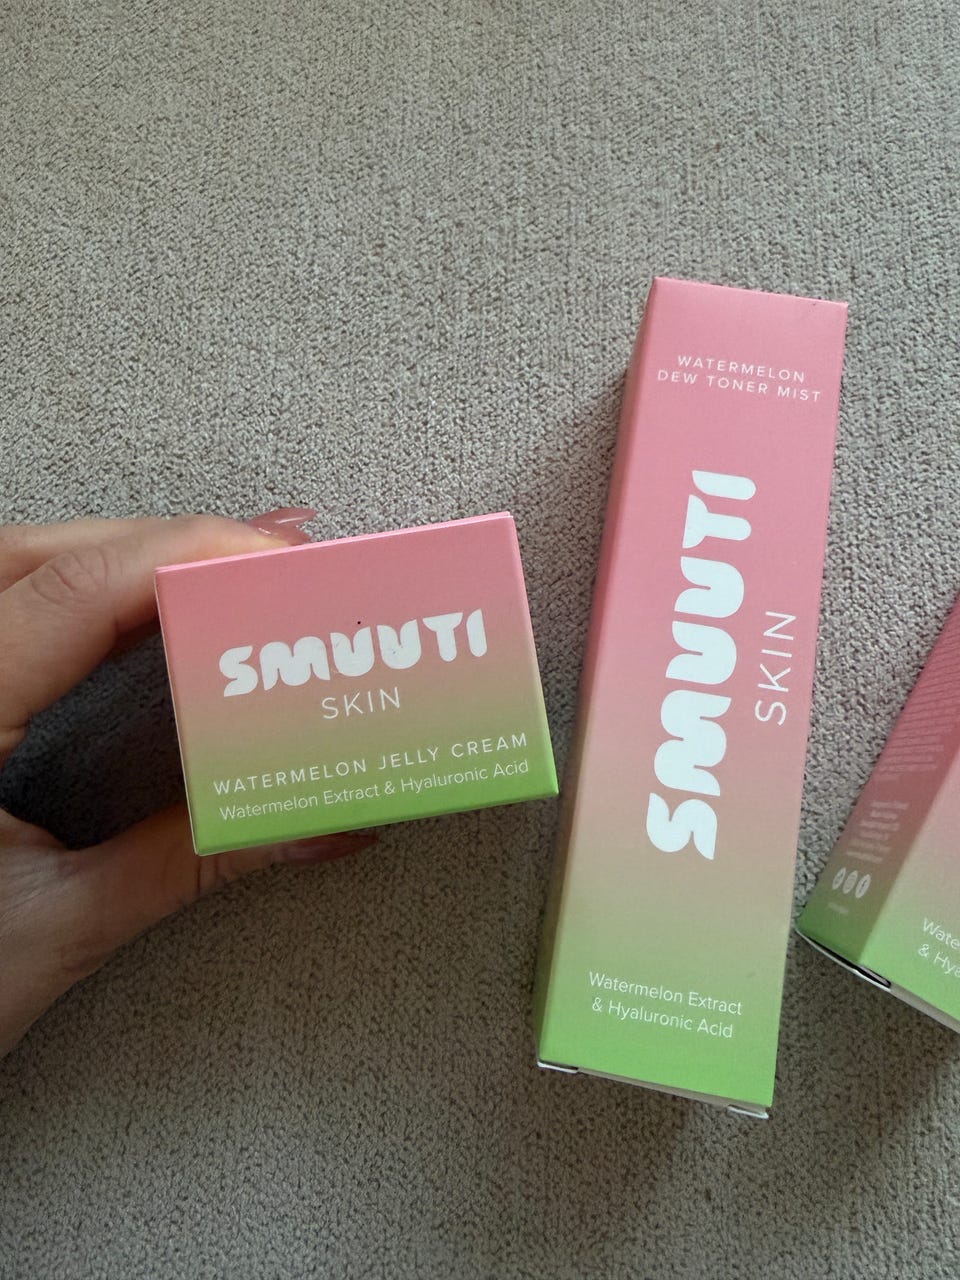 SMUUTI
SKIN
WATERMELON JELLY CREAM
Watermelon Extract & Hyaluronic Acid
WATERMELON
DEW TONER MIST
SMUUTI
SKIN
Watermelon Extract
& Hyaluronic Acid
&